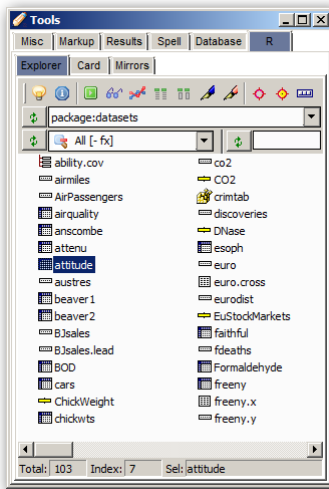 Tools
Misc Markup Results Spell Database R
Explorer Card Mirrors
package:datasets
All [- fx]
ability.cov
airmiles
AirPassengers
airquality
anscombe
attenu
attitude
austres
beaver1
beaver2
BJsales
BJsales.lead
BOD
cars
ChickWeight
chickwts
co2
CO2
crimtab
discoveries
DNase
esoph
euro
euro.cross
eurodist
EuStockMarkets
faithful
fdeaths
Formaldehyde
freeny
freeny.x
freeny.y
Total: 103 Index: 7 Sel: attitude